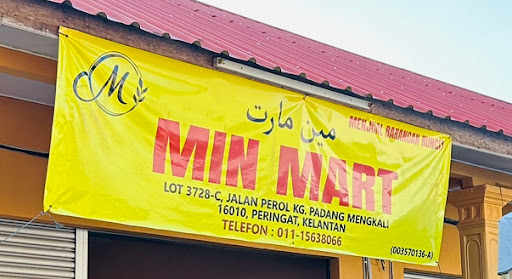 M
مين مارت
MENJUAL BARANGAN RUNCIT
MIN MART
LOT 3728-C, JALAN PEROL KG. PADANG MENGKALI
16010, PERINGAT, KELANTAN
TELEFON : 011-15638066
(003570136-A)